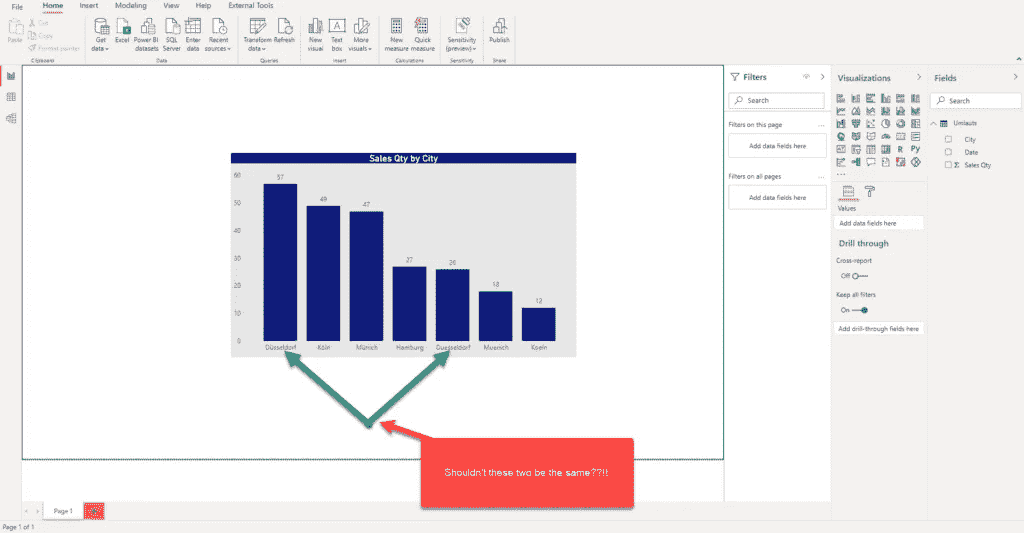 File Home Insert Modeling View Help External Tools
Paste
Cut
Copy
Format painter
Clipboard
Get data
Excel
Power BI datasets
SQL Server
Enter data
Recent sources
Data
Transform data
Refresh
Queries
New visual
Text box
More visuals
Insert
New measure
Quick measure
Calculations
Sensitivity (preview)
Sensitivity
Publish
Share
Sales Qty by City
60
50
40
30
20
10
0
57
49
47
27
26
18
12
Düsseldorf Köln Münich Hamburg Duesseldorf Muenich Koeln
Shouldn't these two be the same??!!
Filters
Search
Filters on this page
...
Add data fields here
Filters on all pages
...
Add data fields here
Visualizations
R
Py
...
Values
Add data fields here
Drill through
Cross-report
Off
Keep all filters
On
Add drill-through fields here
Fields
Search
Umlauts
City
Date
Σ Sales Qty
Page 1
Page 1 of 1